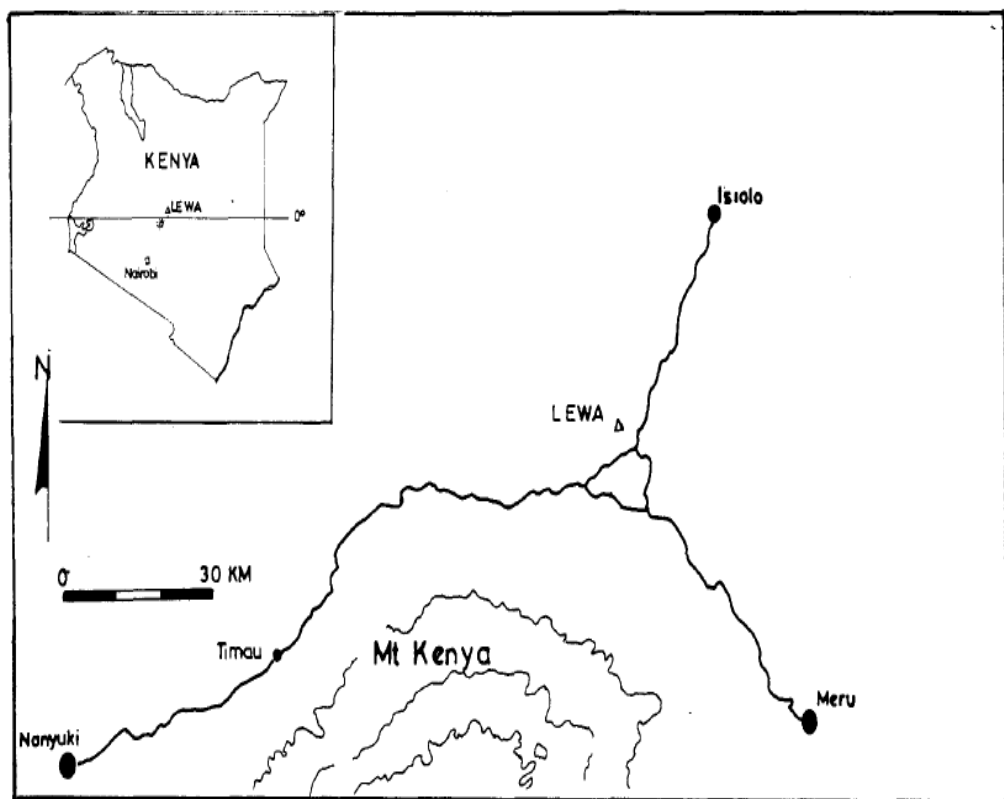 KENYA
LEWA
0°
Nairobi
Isiolo
N
LEWA
0
30 KM
Timau
Mt Kenya
Meru
Nanyuki